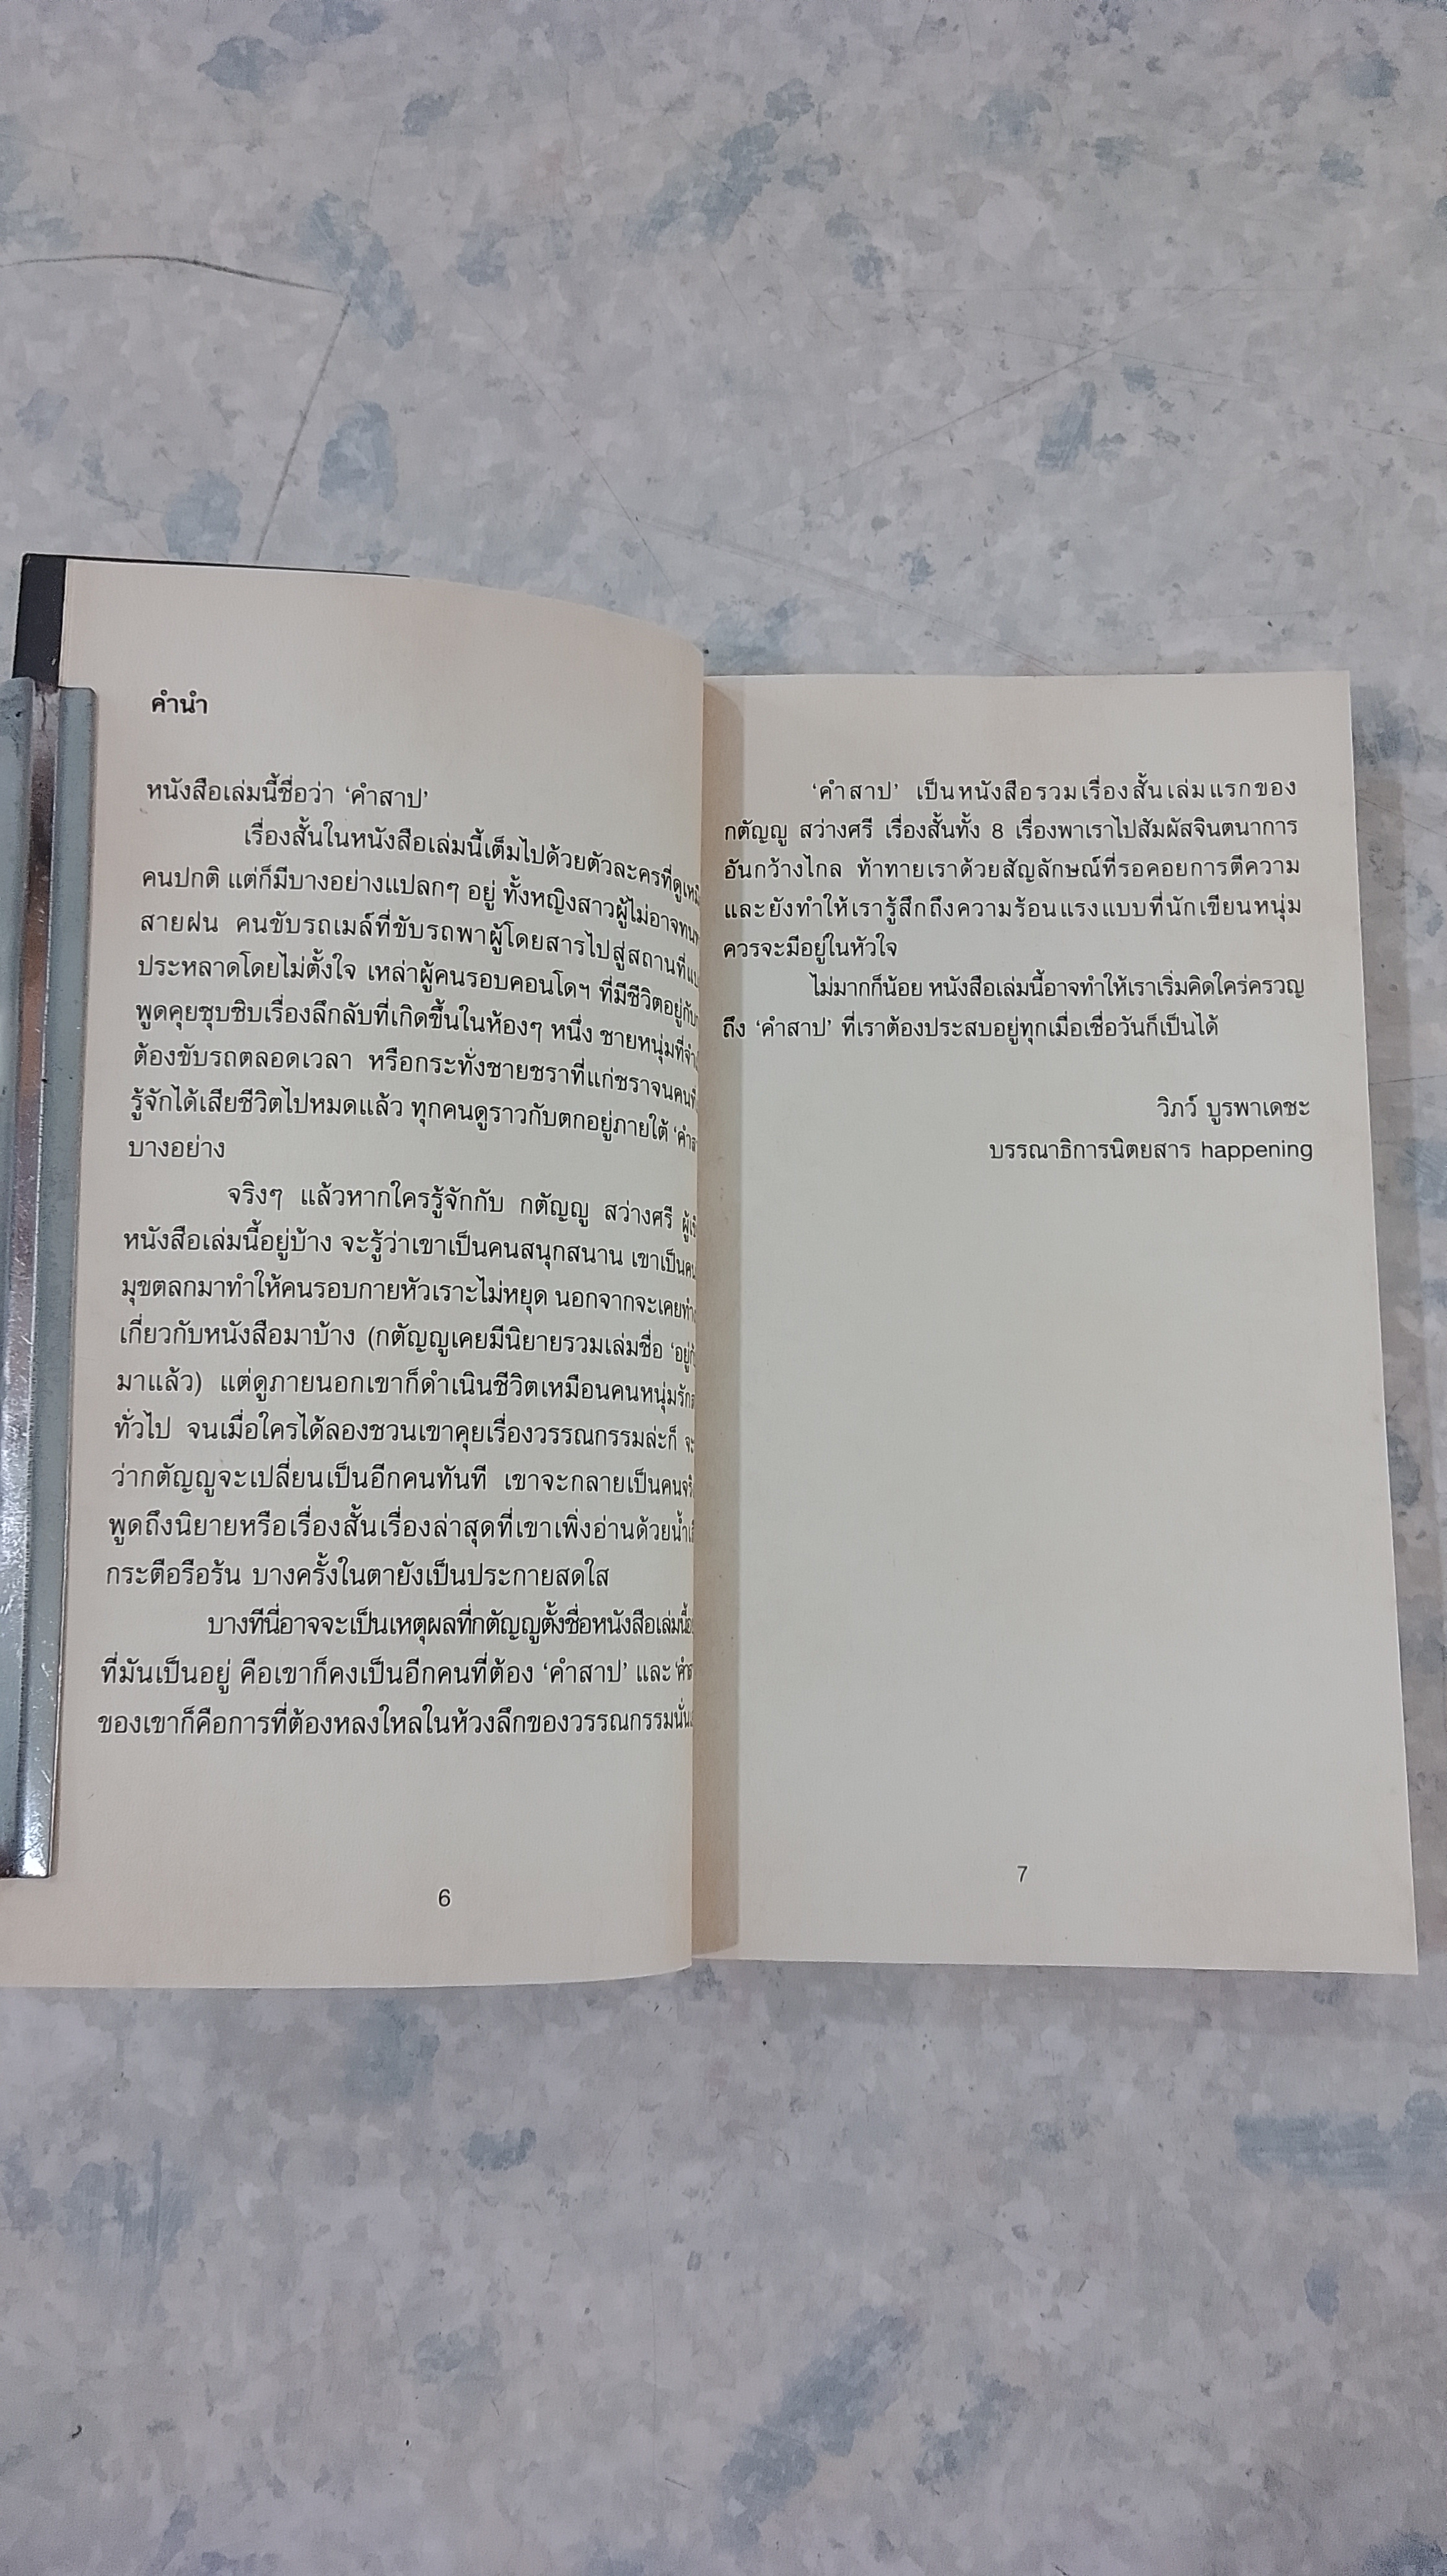 คำนำ
หนังสือเล่มนี้ชื่อว่า ‘คำสาป’
เรื่องสั้นในหนังสือเล่มนี้เต็มไปด้วยตัวละครที่ดู
คนปกติ แต่ก็มีบางอย่างแปลกๆ อยู่ ทั้งหญิงสาวผู้ไม่อาจ
สายฝน คนขับรถเมล์ที่ขับรถพาผู้โดยสารไปสู่สถานที่
ประหลาดโดยไม่ตั้งใจ เหล่าผู้คนรอบคอนโดฯ ที่มีชีวิตอยู่
พูดคุยซุบซิบเรื่องลึกลับที่เกิดขึ้นในห้องๆ หนึ่ง ชายหนุ่มที่
ต้องขับรถตลอดเวลา หรือกระทั่งชายชราที่แก่ชราจนคน
รู้จักได้เสียชีวิตไปหมดแล้ว ทุกคนดูราวกับตกอยู่ภายใต้
บางอย่าง
จริงๆ แล้วหากใครรู้จักกับ กตัญญู สว่างศรี
หนังสือเล่มนี้อยู่บ้าง จะรู้ว่าเขาเป็นคนสนุกสนาน เขาเป็น
มุขตลกมาทำให้คนรอบกายหัวเราะไม่หยุด นอกจากจะเคย
เกี่ยวกับหนังสือมาบ้าง (กตัญญูเคยมีนิยายรวมเล่มชื่อ
มาแล้ว) แต่ดูภายนอกเขาก็ดำเนินชีวิตเหมือนคนหนุ่ม
ทั่วไป จนเมื่อใครได้ลองชวนเขาคุยเรื่องวรรณกรรมล่ะก็
ว่ากตัญญูจะเปลี่ยนเป็นอีกคนทันที เขาจะกลายเป็นคน
พูดถึงนิยายหรือเรื่องสั้นเรื่องล่าสุดที่เขาเพิ่งอ่านด้วย
กระตือรือร้น บางครั้งในตายังเป็นประกายสดใส
บางทีนี่อาจจะเป็นเหตุผลที่กตัญญูตั้งชื่อหนังสือเล่มนี้
ที่มันเป็นอยู่ คือเขาก็คงเป็นอีกคนที่ต้อง ‘คำสาป’ และ
ของเขาก็คือการที่ต้องหลงใหลในห้วงลึกของวรรณกรรม
6
‘คำสาป’ เป็นหนังสือรวมเรื่องสั้นเล่มแรกของ
กตัญญู สว่างศรี เรื่องสั้นทั้ง 8 เรื่องพาเราไปสัมผัสจินตนาการ
อันกว้างไกล ท้าทายเราด้วยสัญลักษณ์ที่รอคอยการตีความ
และยังทำให้เรารู้สึกถึงความร้อนแรงแบบที่นักเขียนหนุ่ม
ควรจะมีอยู่ในหัวใจ
ไม่มากก็น้อย หนังสือเล่มนี้อาจทำให้เราเริ่มคิดใคร่ครวญ
ถึง ‘คำสาป’ ที่เราต้องประสบอยู่ทุกเมื่อเชื่อวันก็เป็นได้
วิภว์ บูรพาเดชะ
บรรณาธิการนิตยสาร happening
7